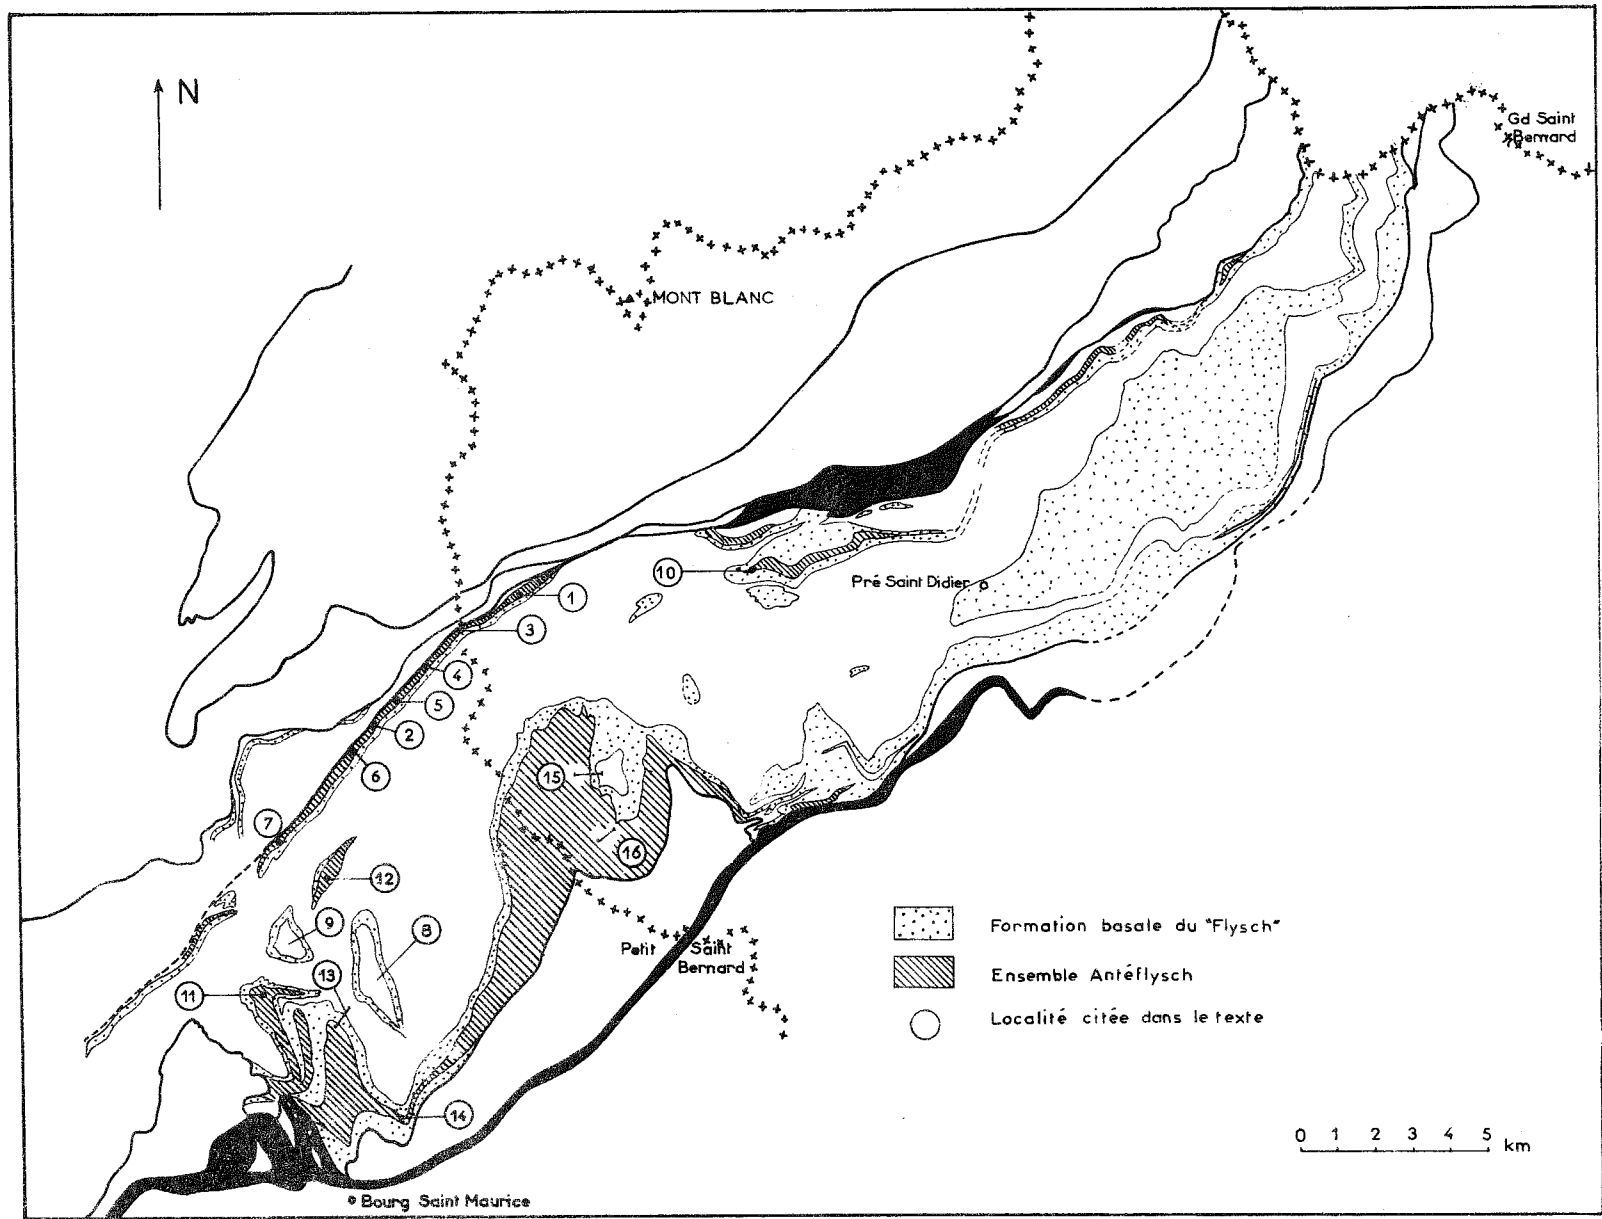 N
Gd Saint
Bernard
MONT BLANC
10
Pré Saint Didier
1
3
4
5
2
6
15
7
16
12
9
8
Petit Saint
Bernard
13
11
14
Formation basale du "Flysch"
Ensemble Antéflysch
Localité citée dans le texte
0 1 2 3 4 5 km
Bourg Saint Maurice